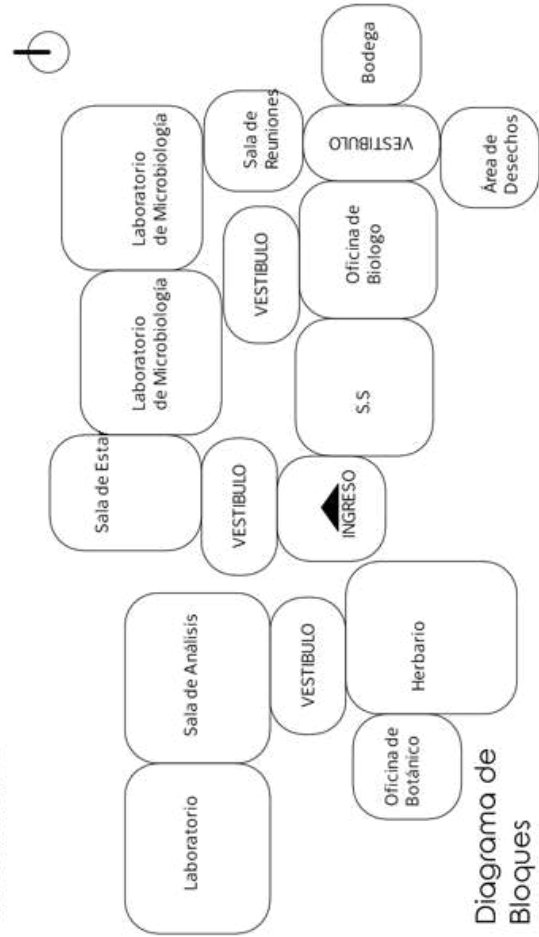 Laboratorio
de Microbiología
Bodega
Sala de
Reuniones
VESTIBULO
Laboratorio
de Microbiología
VESTIBULO
Oficina de
Biologo
Área de
Desechos
Sala de Estar
VESTIBULO
S.S
INGRESO
Sala de Análisis
VESTIBULO
Herbario
Laboratorio
Oficina de
Botánico
Diagrama de
Bloques